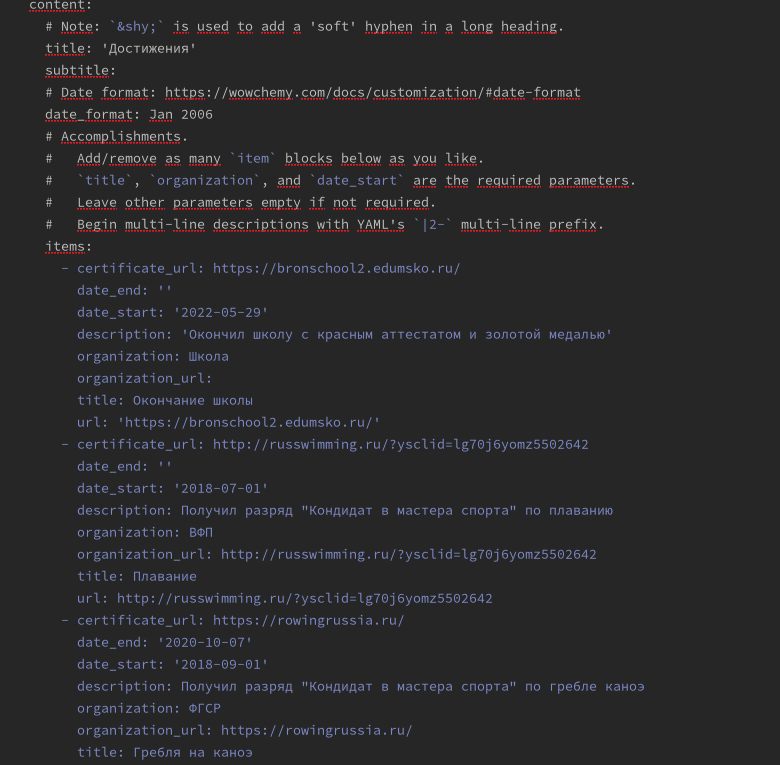 content:
# Note: `&shy;` is used to add a 'soft' hyphen in a long heading.
title: 'Достижения'
subtitle:
# Date format: https://wowchemy.com/docs/customization/#date-format
date_format: Jan 2006
# Accomplishments.
#   Add/remove as many `item` blocks below as you like.
#   `title`, `organization`, and `date_start` are the required parameters.
#   Leave other parameters empty if not required.
#   Begin multi-line descriptions with YAML's `|2-` multi-line prefix.
items:
- certificate_url: https://bronschool2.edumsko.ru/
date_end: ''
date_start: '2022-05-29'
description: 'Окончил школу с красным аттестатом и золотой медалью'
organization: Школа
organization_url:
title: Окончание школы
url: 'https://bronschool2.edumsko.ru/'
- certificate_url: http://russwimming.ru/?ysclid=lg70j6yomz5502642
date_end: ''
date_start: '2018-07-01'
description: Получил разряд "Кондидат в мастера спорта" по плаванию
organization: ВФП
organization_url: http://russwimming.ru/?ysclid=lg70j6yomz5502642
title: Плавание
url: http://russwimming.ru/?ysclid=lg70j6yomz5502642
- certificate_url: https://rowingrussia.ru/
date_end: '2020-10-07'
date_start: '2018-09-01'
description: Получил разряд "Кондидат в мастера спорта" по гребле каноэ
organization: ФГСР
organization_url: https://rowingrussia.ru/
title: Гребля на каноэ